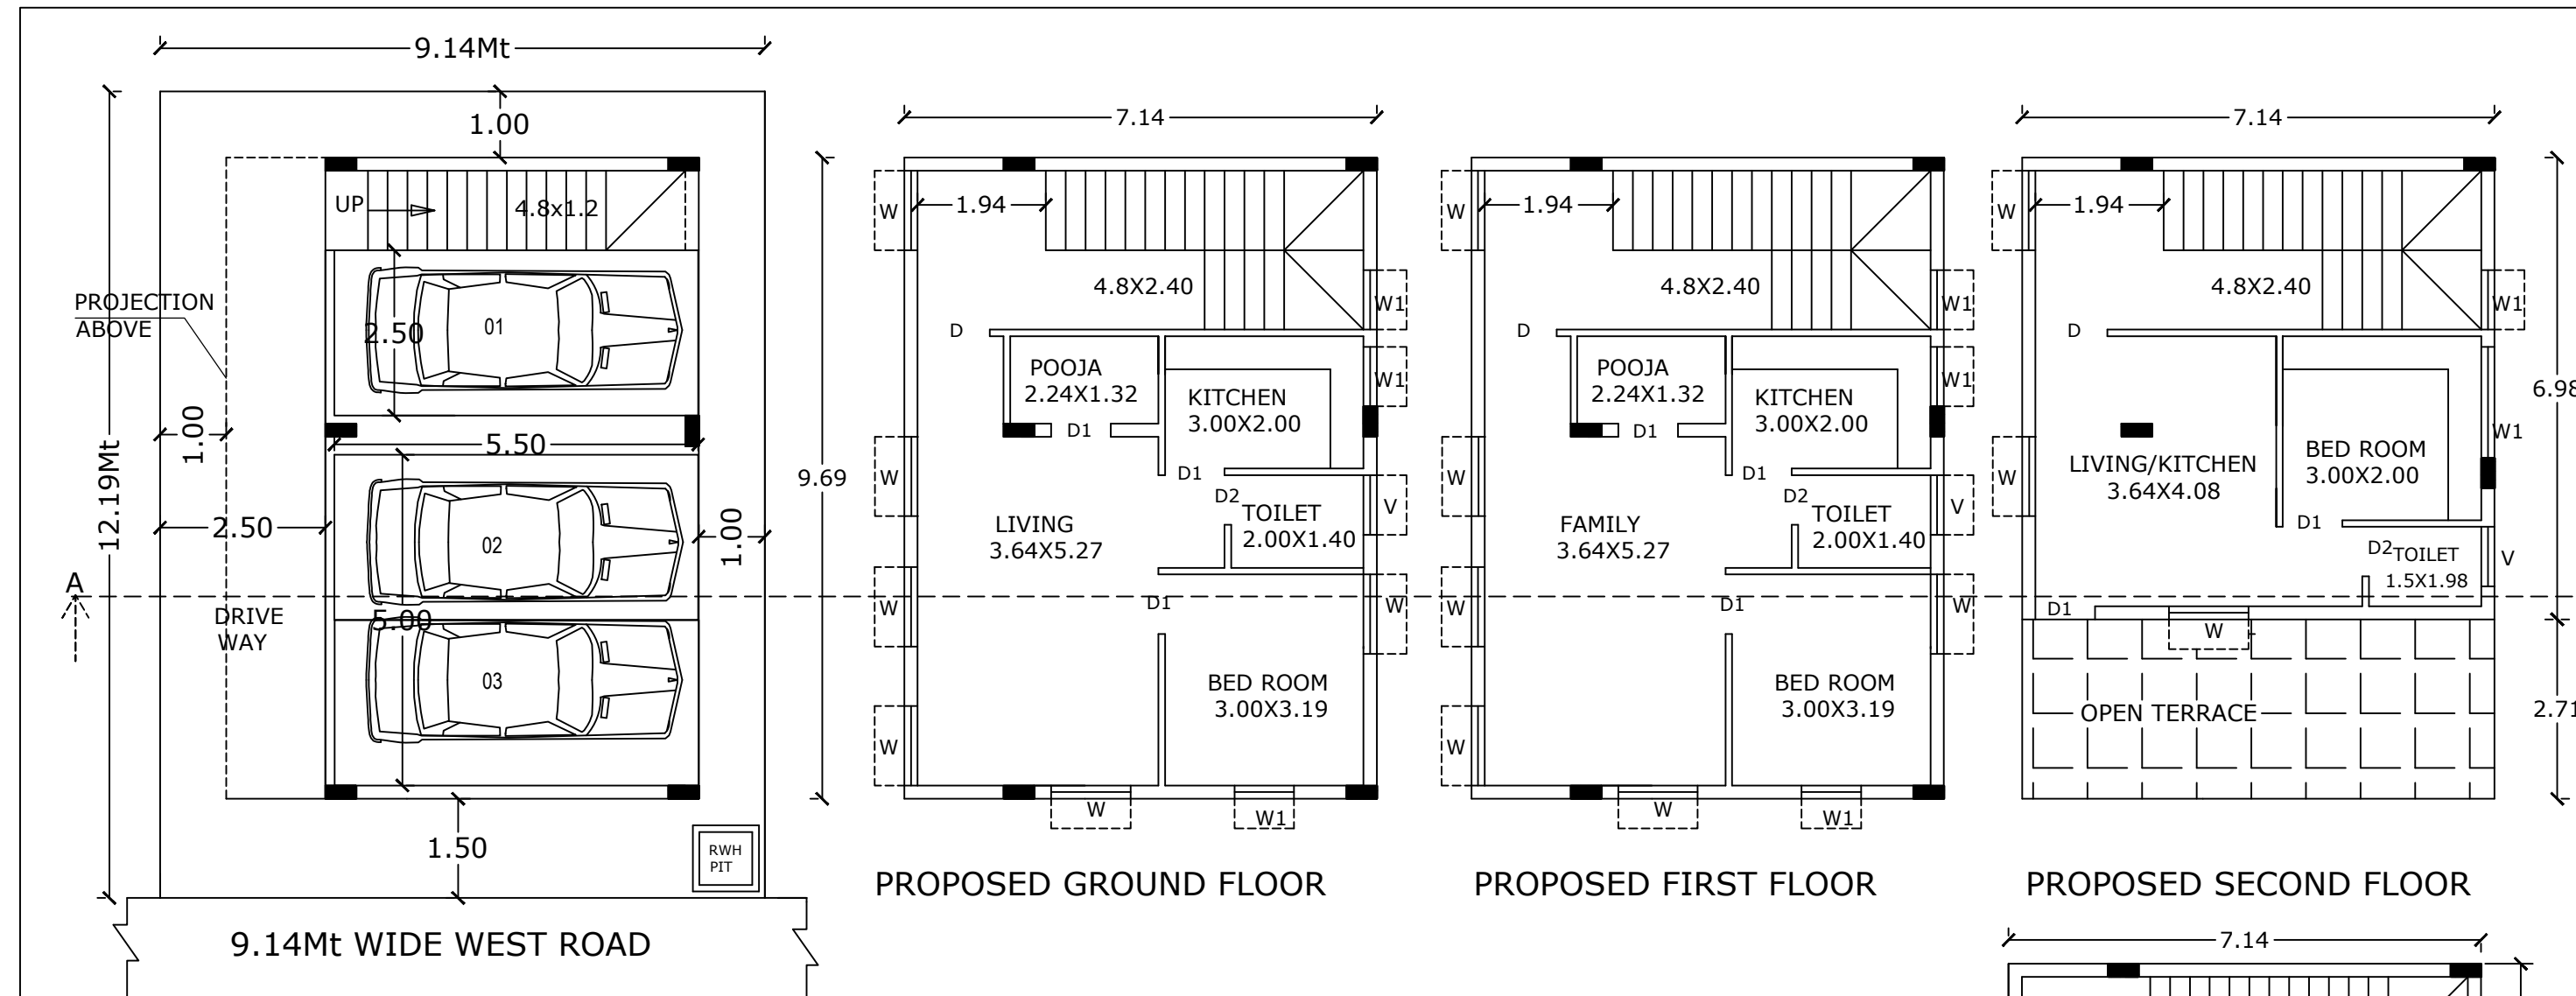 9.14Mt
1.00
UP
4.8x1.2
PROJECTION
ABOVE
2.50
01
1.00
5.50
12.19Mt
2.50
02
1.00
A
DRIVE
WAY
5.00
03
1.50
RWH
PIT
9.14Mt WIDE WEST ROAD
9.69
7.14
W
1.94
4.8X2.40
W1
D
POOJA
2.24X1.32
W1
KITCHEN
3.00X2.00
D1
W
D1
D2
TOILET
2.00X1.40
V
LIVING
3.64X5.27
W
D1
W
BED ROOM
3.00X3.19
W
W
W1
PROPOSED GROUND FLOOR
W
1.94
4.8X2.40
W1
D
POOJA
2.24X1.32
W1
KITCHEN
3.00X2.00
D1
W
D1
D2
TOILET
2.00X1.40
V
FAMILY
3.64X5.27
W
D1
W
BED ROOM
3.00X3.19
W
W
W1
PROPOSED FIRST FLOOR
7.14
W
1.94
4.8X2.40
W1
D
6.98
W1
BED ROOM
3.00X2.00
LIVING/KITCHEN
3.64X4.08
W
D1
D2
TOILET
1.5X1.98
V
D1
W
OPEN TERRACE
2.71
PROPOSED SECOND FLOOR
7.14